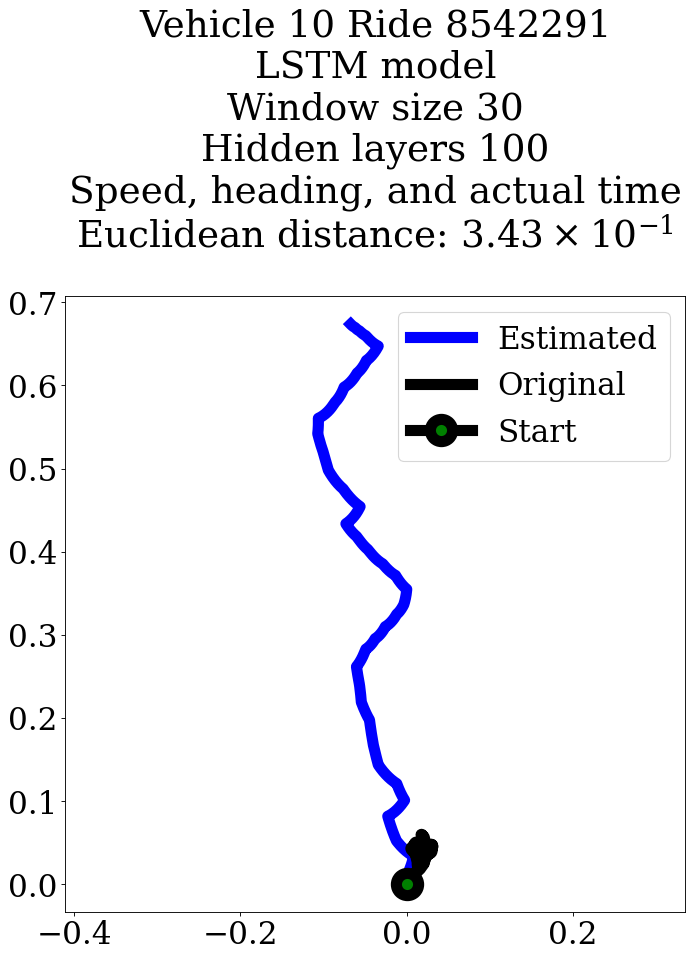 Vehicle 10 Ride 8542291
LSTM model
Window size 30
Hidden layers 100
Speed, heading, and actual time
Euclidean distance: 3.43 × 10⁻¹
0.7
0.6
0.5
0.4
0.3
0.2
0.1
0.0
Estimated
Original
Start
−0.4
−0.2
0.0
0.2